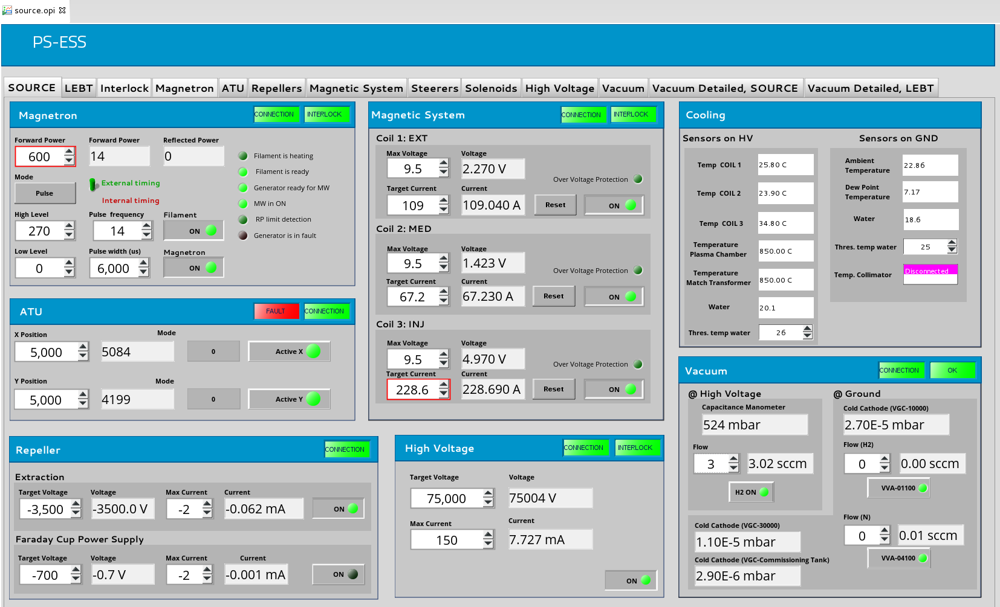 source.opi
PS-ESS
SOURCE LEBT Interlock Magnetron ATU Repellers Magnetic System Steerers Solenoids High Voltage Vacuum Vacuum Detailed, SOURCE Vacuum Detailed, LEBT
Magnetron CONNECTION INTERLOCK
Forward Power Forward Power Reflected Power
600 14 0
Mode
Pulse
External timing
Internal timing
High Level Pulse frequency Filament
270 14 ON
Low Level Pulse width (us) Magnetron
0 6,000 ON
Filament is heating
Filament is ready
Generator ready for MW
MW in ON
RP limit detection
Generator is in fault
ATU FAULT CONNECTION
X Position Mode
5,000 5084 0 Active X
Y Position Mode
5,000 4199 0 Active Y
Repeller CONNECTION
Extraction
Target Voltage Voltage Max Current Current
-3,500 -3500.0 V -2 -0.062 mA ON
Faraday Cup Power Supply
Target Voltage Voltage Max Current Current
-700 -0.7 V -2 -0.001 mA ON
Magnetic System CONNECTION INTERLOCK
Coil 1: EXT
Max Voltage Voltage
9.5 2.270 V
Over Voltage Protection
Target Current Current
109 109.040 A Reset ON
Coil 2: MED
Max Voltage Voltage
9.5 1.423 V
Over Voltage Protection
Target Current Current
67.2 67.230 A Reset ON
Coil 3: INJ
Max Voltage Voltage
9.5 4.970 V
Over Voltage Protection
Target Current Current
228.6 228.690 A Reset ON
High Voltage CONNECTION INTERLOCK
Target Voltage Voltage
75,000 75004 V
Max Current Current
150 7.727 mA
ON
Cooling
Sensors on HV
Temp COIL 1 25.80 C
Temp COIL 2 23.90 C
Temp COIL 3 34.80 C
Temperature
Plasma Chamber 850.00 C
Temperature
Match Transformer 850.00 C
Water 20.1
Thres. temp water 26
Sensors on GND
Ambient
Temperature 22.86
Dew Point
Temperature 7.17
Water 18.6
Thres. temp water 25
Temp. Collimator Disconnected
Vacuum CONNECTION OK
@ High Voltage
Capacitance Manometer
524 mbar
Flow
3 3.02 sccm
H2 ON
Cold Cathode (VGC-30000)
1.10E-5 mbar
Cold Cathode (VGC-Commissioning Tank)
2.90E-6 mbar
@ Ground
Cold Cathode (VGC-10000)
2.70E-5 mbar
Flow (H2)
0 0.00 sccm
VVA-01100
Flow (N)
0 0.01 sccm
VVA-04100